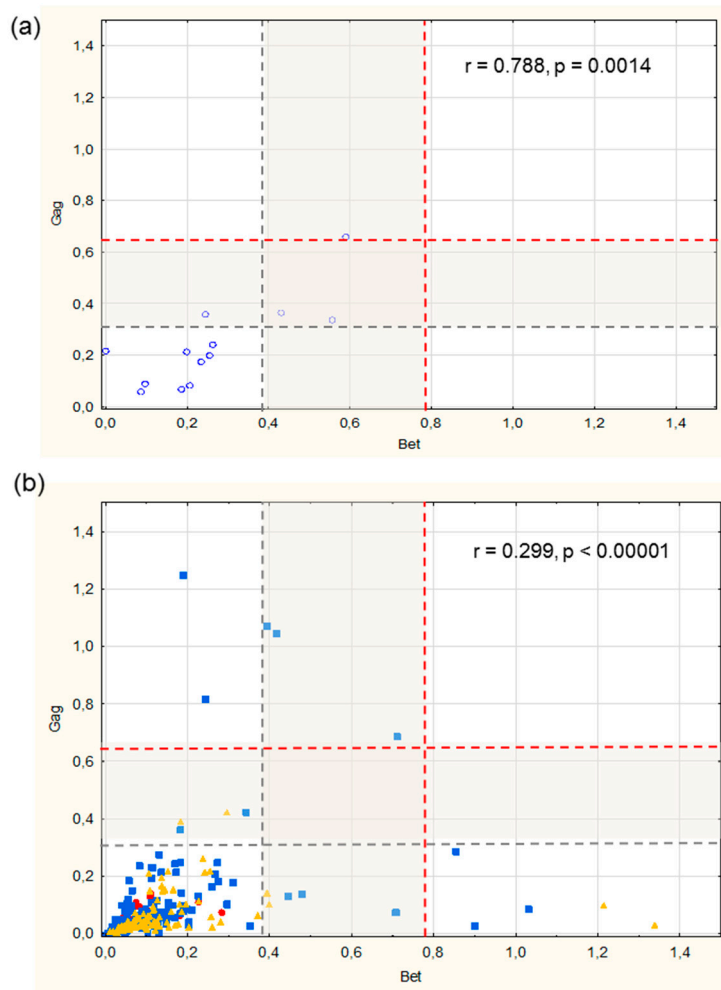 (a)
1,4
r = 0.788, p = 0.0014
1,2
1,0
Gag
0,8
0,6
0,4
0,2
0,0
0,0 0,2 0,4 0,6 0,8 1,0 1,2 1,4
Bet
(b)
1,4
r = 0.299, p < 0.00001
1,2
1,0
Gag
0,8
0,6
0,4
0,2
0,0
0,0 0,2 0,4 0,6 0,8 1,0 1,2 1,4
Bet